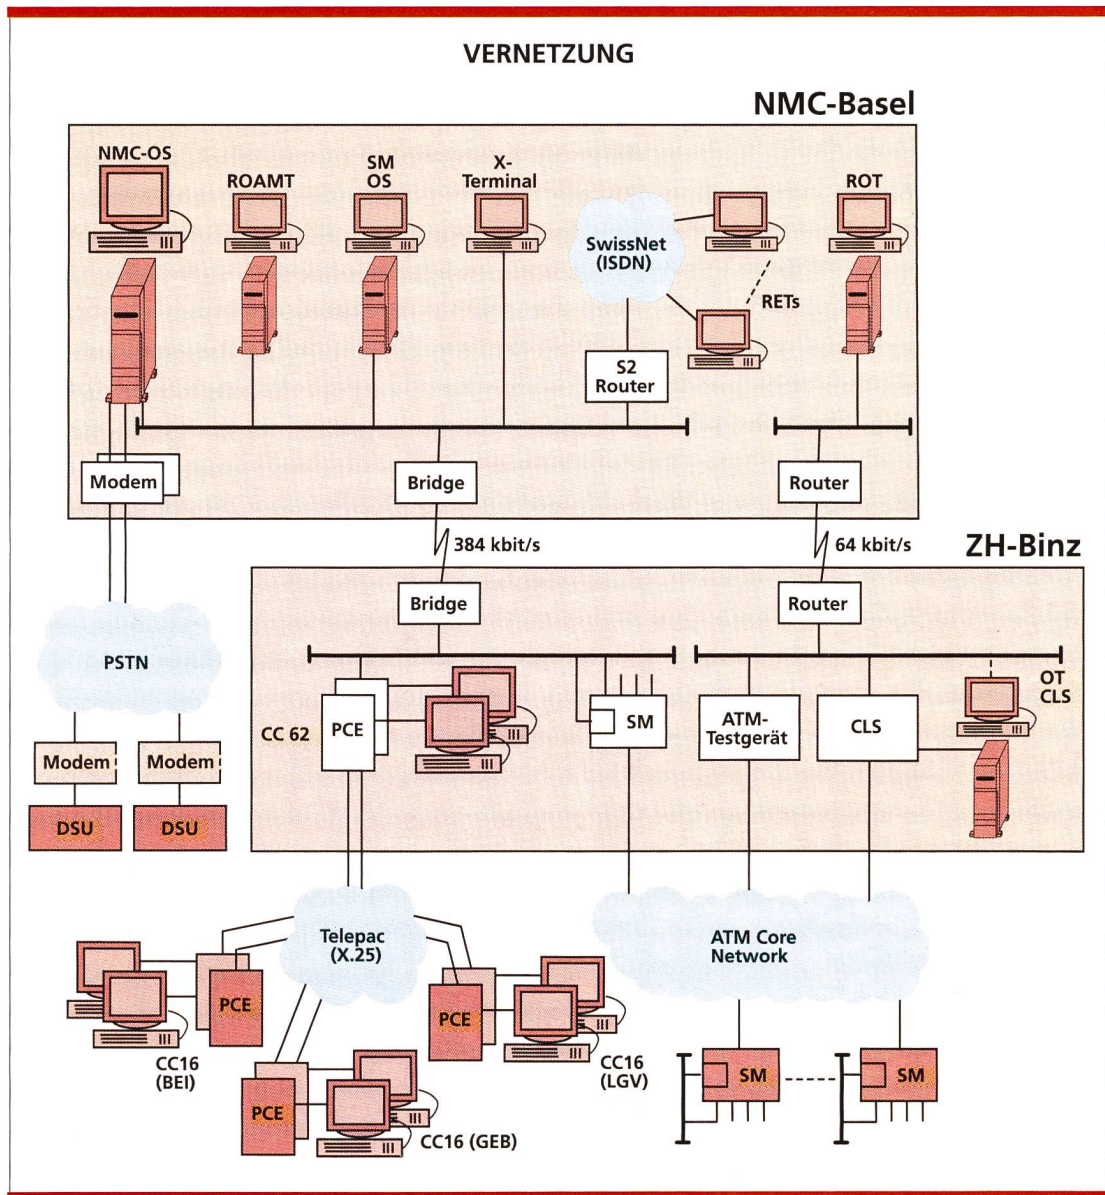 VERNETZUNG
NMC-Basel
NMC-OS
ROAMT
SM
OS
X-
Terminal
ROT
SwissNet
(ISDN)
RETs
S2
Router
Modem
Bridge
Router
384 kbit/s
64 kbit/s
ZH-Binz
Bridge
Router
PSTN
OT
CLS
CC 62
PCE
SM
ATM-
Testgerät
CLS
Modem
Modem
DSU
DSU
Telepac
(X.25)
ATM Core
Network
PCE
PCE
CC16
(BEI)
CC16
(LGV)
SM
SM
PCE
CC16 (GEB)